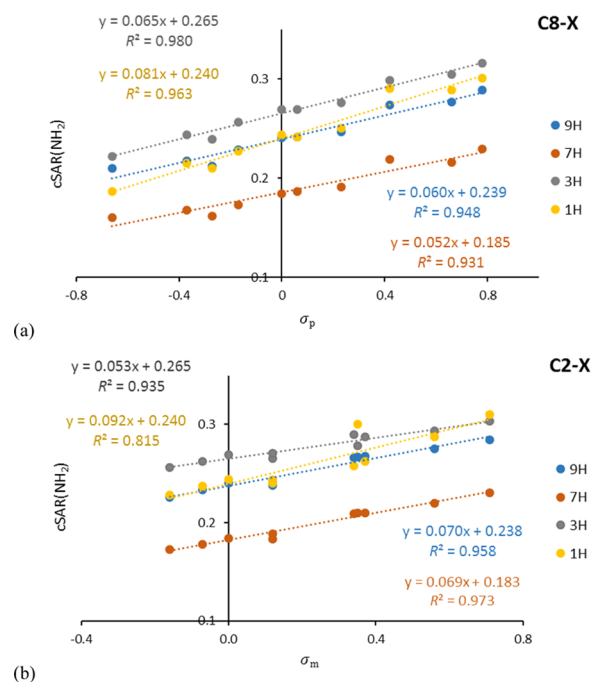 y = 0.065x + 0.265
R² = 0.980
C8-X
y = 0.081x + 0.240
R² = 0.963
0.3
cSAR(NH₂)
9H
7H
3H
1H
0.2
y = 0.060x + 0.239
R² = 0.948
y = 0.052x + 0.185
R² = 0.931
0.1
-0.8 -0.4 0 0.4 0.8
(a)
σp
y = 0.053x + 0.265
R² = 0.935
C2-X
y = 0.092x + 0.240
R² = 0.815
0.3
cSAR(NH₂)
9H
7H
3H
1H
0.2
y = 0.070x + 0.238
R² = 0.958
y = 0.069x + 0.183
R² = 0.973
0.1
-0.4 0.0 0.4 0.8
(b)
σm